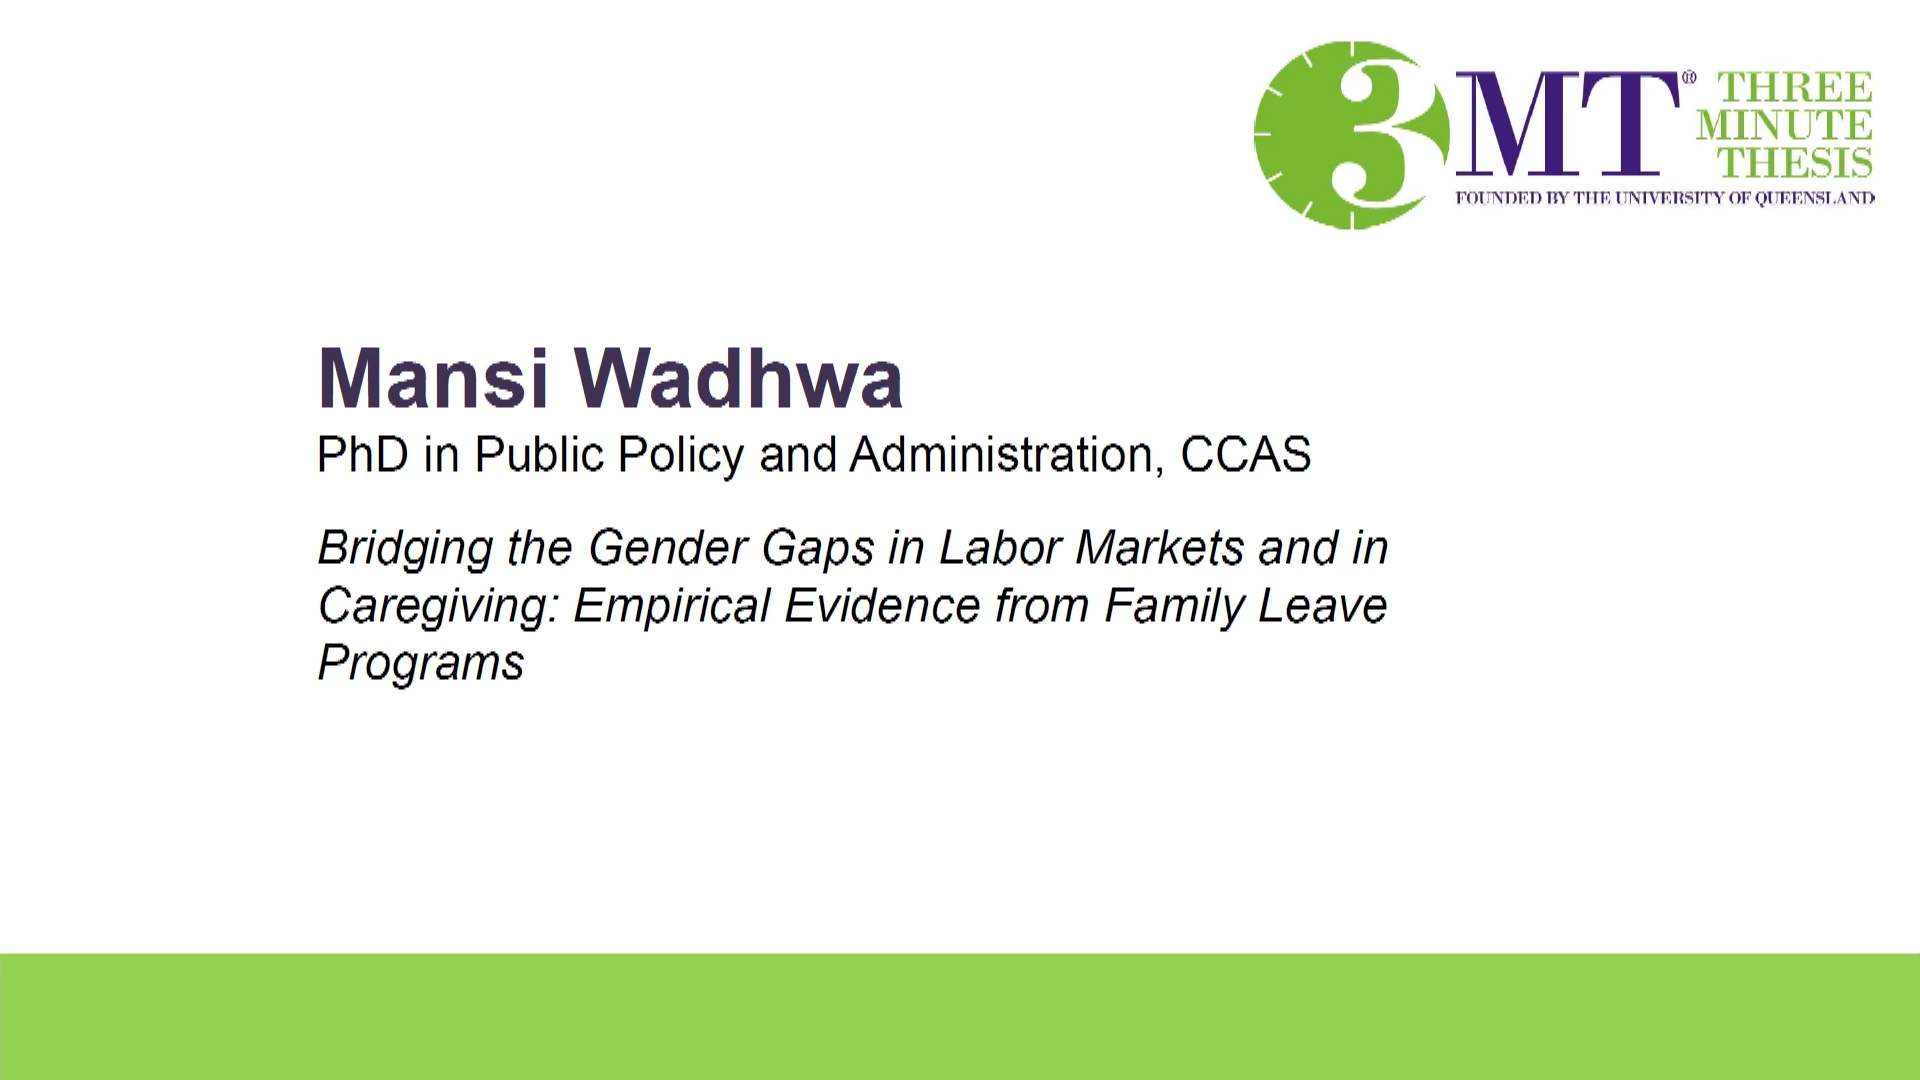 3MT® THREE
MINUTE
THESIS
FOUNDED BY THE UNIVERSITY OF QUEENSLAND
Mansi Wadhwa
PhD in Public Policy and Administration, CCAS
Bridging the Gender Gaps in Labor Markets and in
Caregiving: Empirical Evidence from Family Leave
Programs